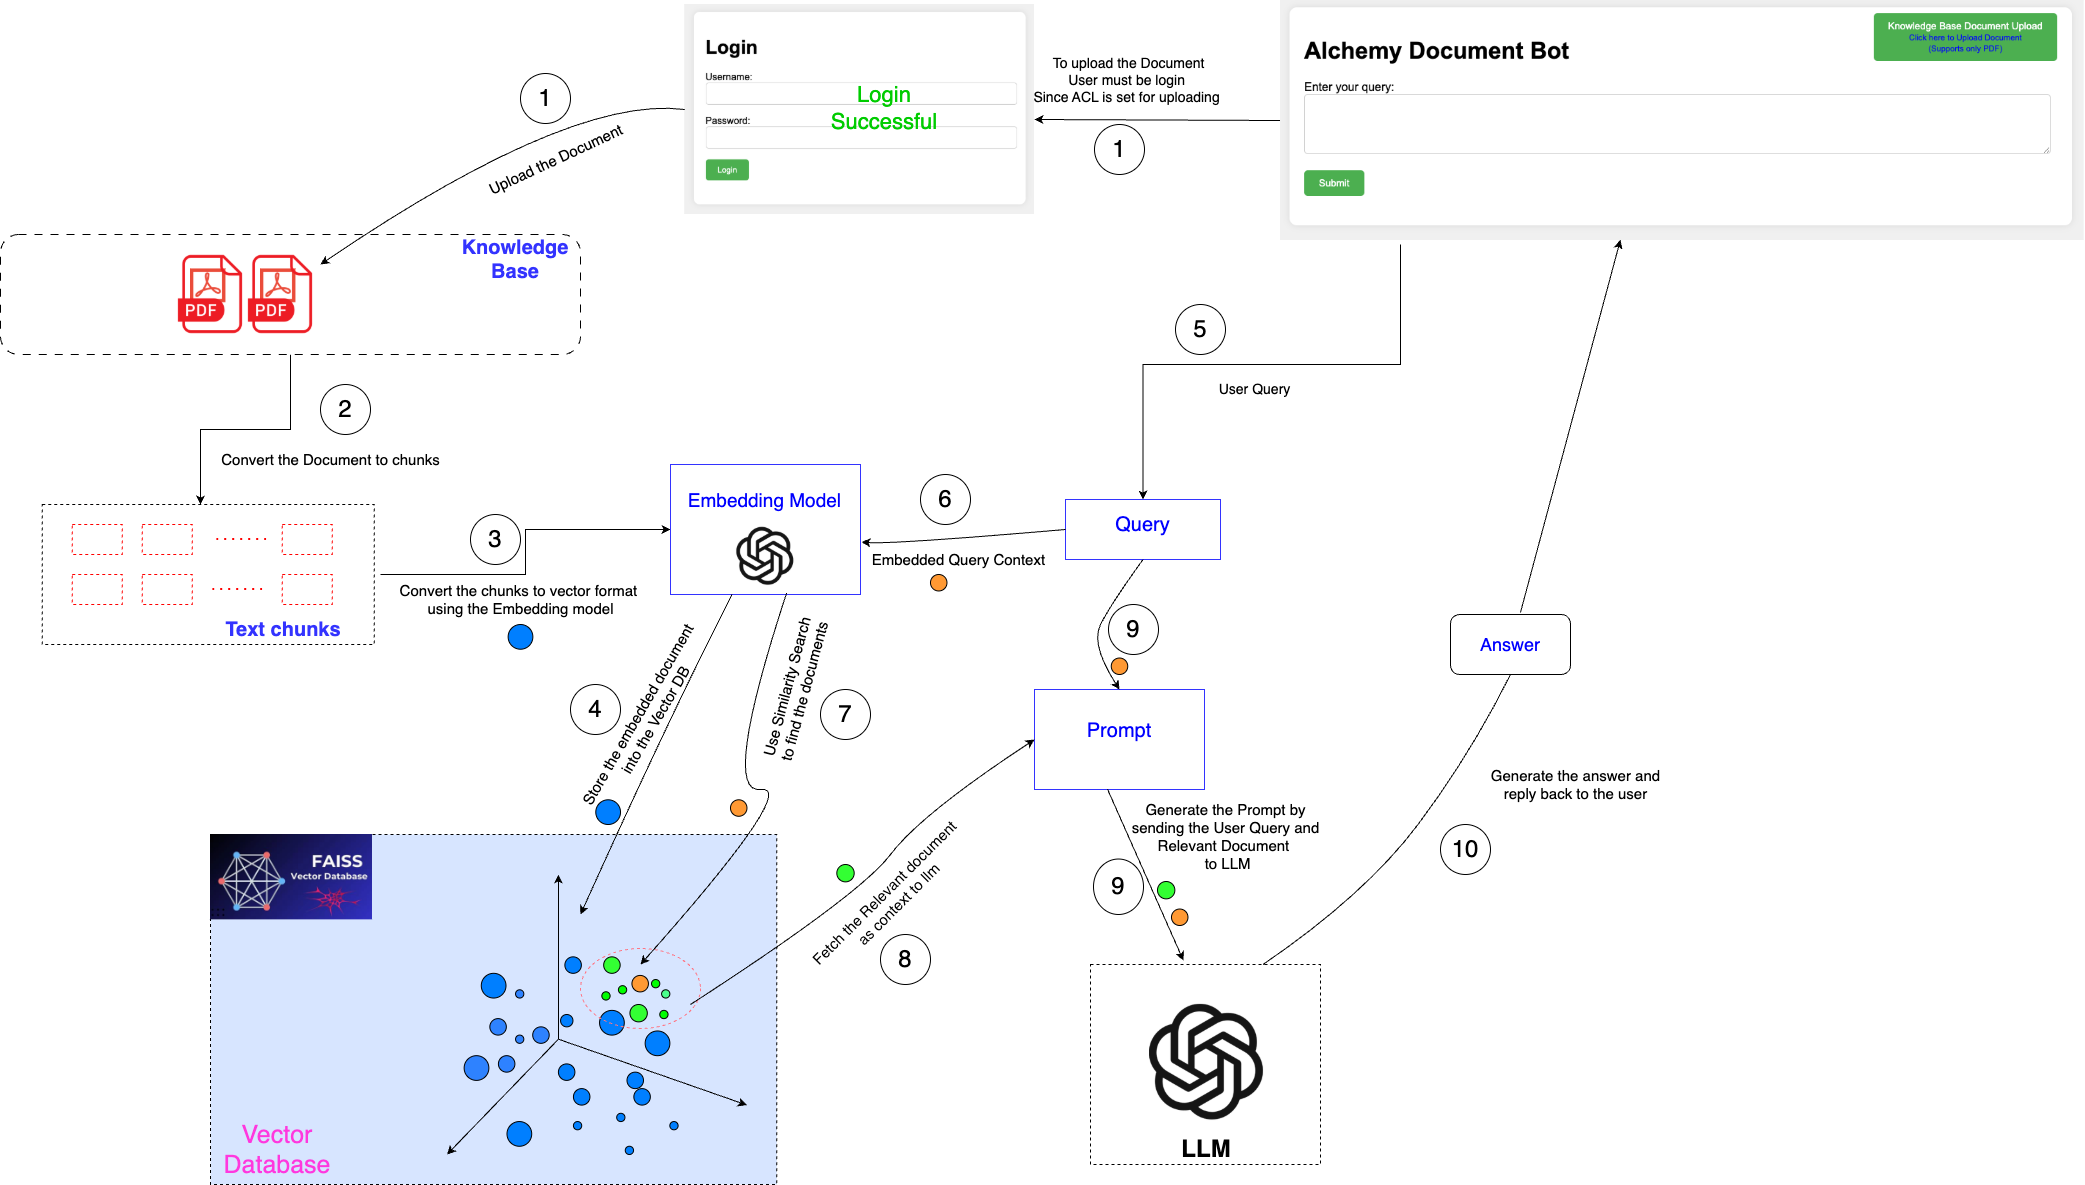 Login
Username:
Login
Password:
Successful
Login
To upload the Document
User must be login
Since ACL is set for uploading
1
Alchemy Document Bot
Knowledge Base Document Upload
Click here to Upload Document
(Supports only PDF)
Enter your query:
Submit
1
Upload the Document
Knowledge
Base
PDF
PDF
2
Convert the Document to chunks
Text chunks
3
Convert the chunks to vector format
using the Embedding model
Embedding Model
5
User Query
Query
6
Embedded Query Context
4
Store the embedded document
into the Vector DB
7
Use Similarity Search
to find the documents
FAISS
Vector Database
Vector
Database
8
Fetch the Relevant document
as context to llm
9
Prompt
9
Generate the Prompt by
sending the User Query and
Relevant Document
to LLM
LLM
10
Generate the answer and
reply back to the user
Answer